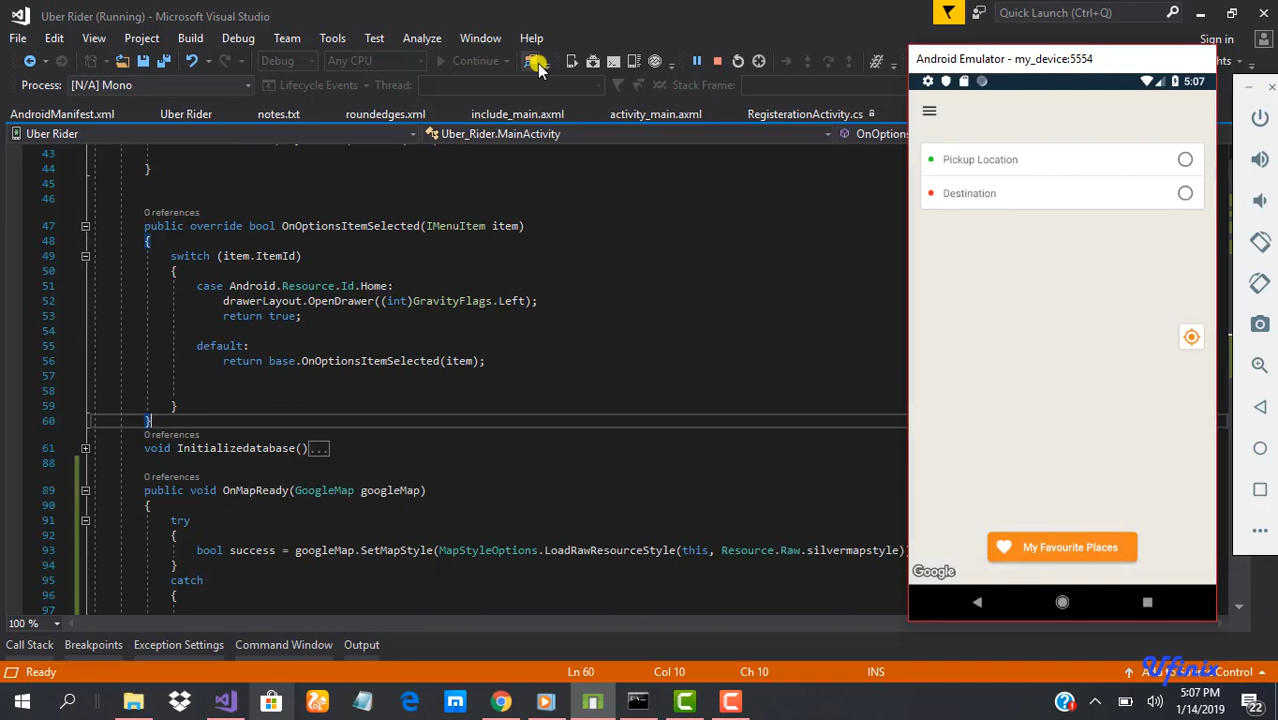 Uber Rider (Running) - Microsoft Visual Studio
Quick Launch (Ctrl+Q)
File Edit View Project Build Debug Team Tools Test Analyze Window Help
Sign in
Debug Any CPU Continue
Process: [N/A] Mono Lifecycle Events Thread: Stack Frame:
AndroidManifest.xml Uber Rider notes.txt roundedges.xml include_main.axml activity_main.axml RegisterationActivity.cs
Uber Rider Uber_Rider.MainActivity
43
44 }
45
46
0 references
47 public override bool OnOptionsItemSelected(IMenuItem item)
48 {
49 switch (item.ItemId)
50 {
51 case Android.Resource.Id.Home:
52 drawerLayout.OpenDrawer((int)GravityFlags.Left);
53 return true;
54
55 default:
56 return base.OnOptionsItemSelected(item);
57
58
59 }
60 }
0 references
61 void Initializedatabase()...
88
0 references
89 public void OnMapReady(GoogleMap googleMap)
90 {
91 try
92 {
93 bool success = googleMap.SetMapStyle(MapStyleOptions.LoadRawResourceStyle(this, Resource.Raw.silvermapstyle))
94 }
95 catch
96 {
97
100 %
Call Stack Breakpoints Exception Settings Command Window Output
Ready Ln 60 Col 10 Ch 10 INS
Ufinix
5:07 PM
1/14/2019
22
Android Emulator - my_device:5554
5:07
Pickup Location
Destination
My Favourite Places
Google